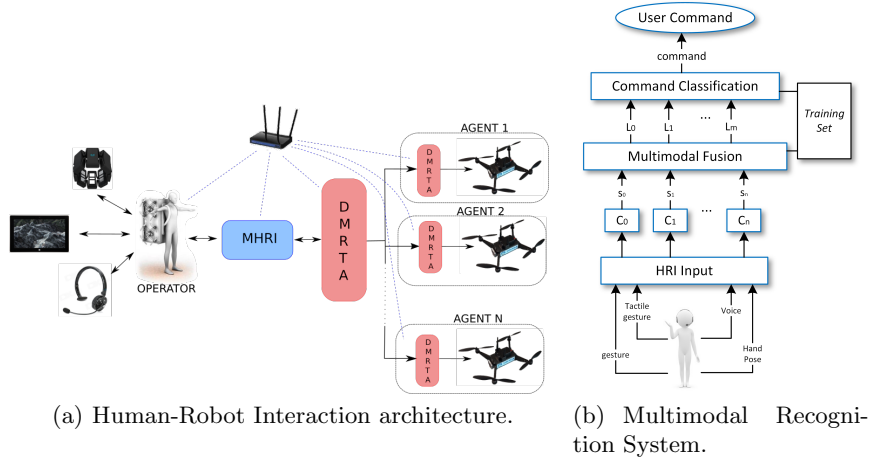 AGENT 1
D
M
R
T
A
AGENT 2
D
M
R
T
A
AGENT N
D
M
R
T
A
OPERATOR
MHRI
D
M
R
T
A
(a) Human-Robot Interaction architecture.
User Command
command
Command Classification
Training
Set
L0 L1 ... Lm
Multimodal Fusion
s0 s1 sn
C0 C1 ... Cn
HRI Input
Tactile
gesture
Voice
gesture
Hand
Pose
(b) Multimodal Recogni-
tion System.